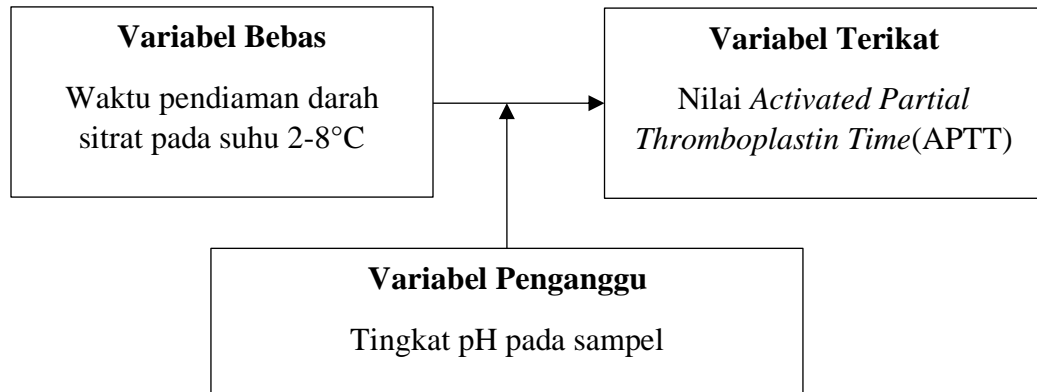 Variabel Bebas
Waktu pendiaman darah
sitrat pada suhu 2-8°C
Variabel Terikat
Nilai Activated Partial
Thromboplastin Time(APTT)
Variabel Penganggu
Tingkat pH pada sampel